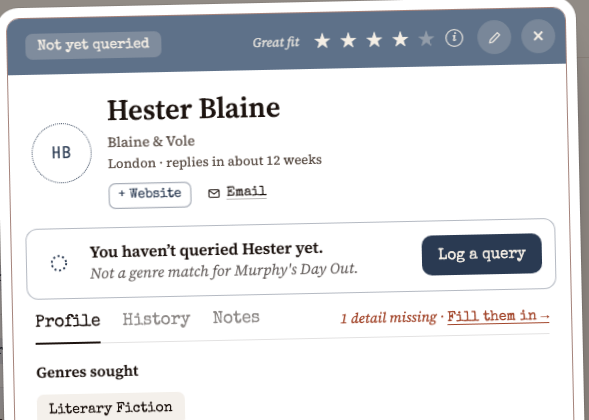 Not yet queried
Great fit
HB
Hester Blaine
Blaine & Vole
London · replies in about 12 weeks
+ Website
Email
You haven't queried Hester yet.
Not a genre match for Murphy's Day Out.
Log a query
Profile
History
Notes
1 detail missing · Fill them in →
Genres sought
Literary Fiction